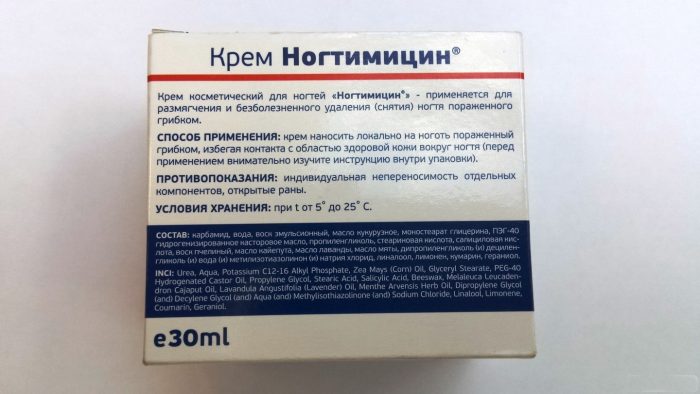 Крем Ногтимицин®
Крем косметический для ногтей «Ногтимицин®» - применяется для
размягчения и безболезненного удаления (снятия) ногтя пораженного
грибком.
СПОСОБ ПРИМЕНЕНИЯ: крем наносить локально на ноготь пораженный
грибком, избегая контакта с областью здоровой кожи вокруг ногтя (перед
применением внимательно изучите инструкцию внутри упаковки).
ПРОТИВОПОКАЗАНИЯ: индивидуальная непереносимость отдельных
компонентов, открытые раны.
УСЛОВИЯ ХРАНЕНИЯ: при t от 5° до 25° С.
СОСТАВ: карбамид, вода, воск эмульсионный, масло кукурузное, моностеарат глицерина, ПЭГ-40
гидрогенизированное касторовое масло, пропиленгликоль, стеариновая кислота, салициловая кис-
лота, воск пчелиный, масло кайепута, масло лаванды, масло мяты, дипропиленгликоль (и) децилен-
гликоль (и) вода (и) метилизотиазолинон (и) натрия хлорид, линалоол, лимонен, кумарин, гераниол.
INCI: Urea, Aqua, Potassium C12-16 Alkyl Phosphate, Zea Mays (Corn) Oil, Glyceryl Stearate, PEG-40
Hydrogenated Castor Oil, Propylene Glycol, Stearic Acid, Salicylic Acid, Beeswax, Melaleuca Leucaden-
dron Cajaput Oil, Lavandula Angustifolia (Lavender) Oil, Menthe Arvensis Herb Oil, Dipropylene Glycol
(and) Decylene Glycol (and) Aqua (and) Methylisothiazolinone (and) Sodium Chloride, Linalool, Limonene,
Coumarin, Geraniol.
e30ml